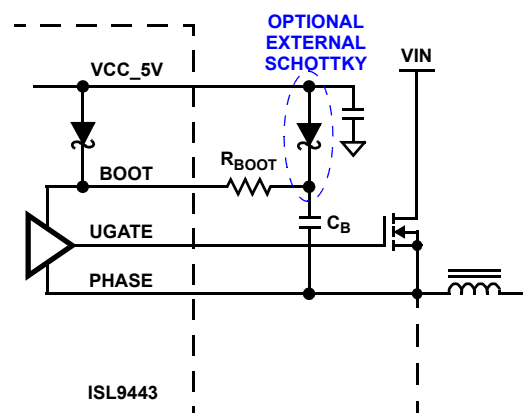 OPTIONAL
EXTERNAL
SCHOTTKY
VIN
VCC_5V
BOOT
RBOOT
CB
UGATE
PHASE
ISL9443